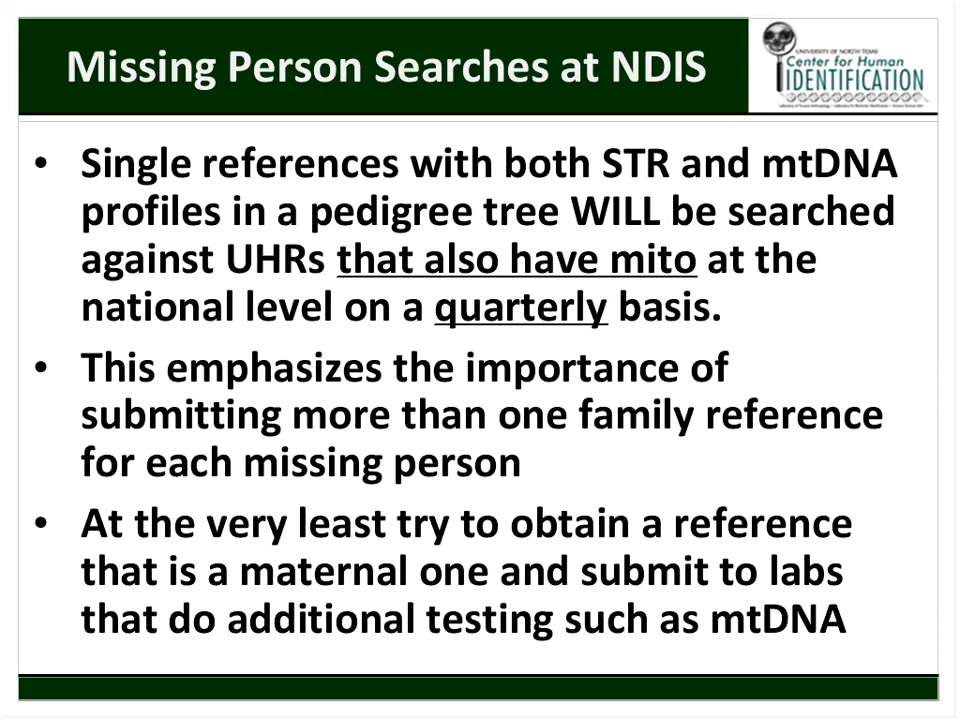 Missing Person Searches at NDIS
UNIVERSITY OF NORTH TEXAS
Center for Human
IDENTIFICATION
• Single references with both STR and mtDNA
profiles in a pedigree tree WILL be searched
against UHRs that also have mito at the
national level on a quarterly basis.
• This emphasizes the importance of
submitting more than one family reference
for each missing person
• At the very least try to obtain a reference
that is a maternal one and submit to labs
that do additional testing such as mtDNA